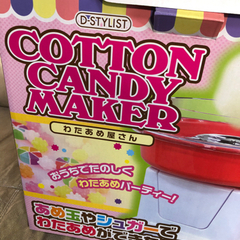 D-STYLIST
COTTON
CANDY
MAKER
わたあめ屋さん
おうちでたのしく
わたあめパーティー!
あめ玉やシュガーで
わたあめができ